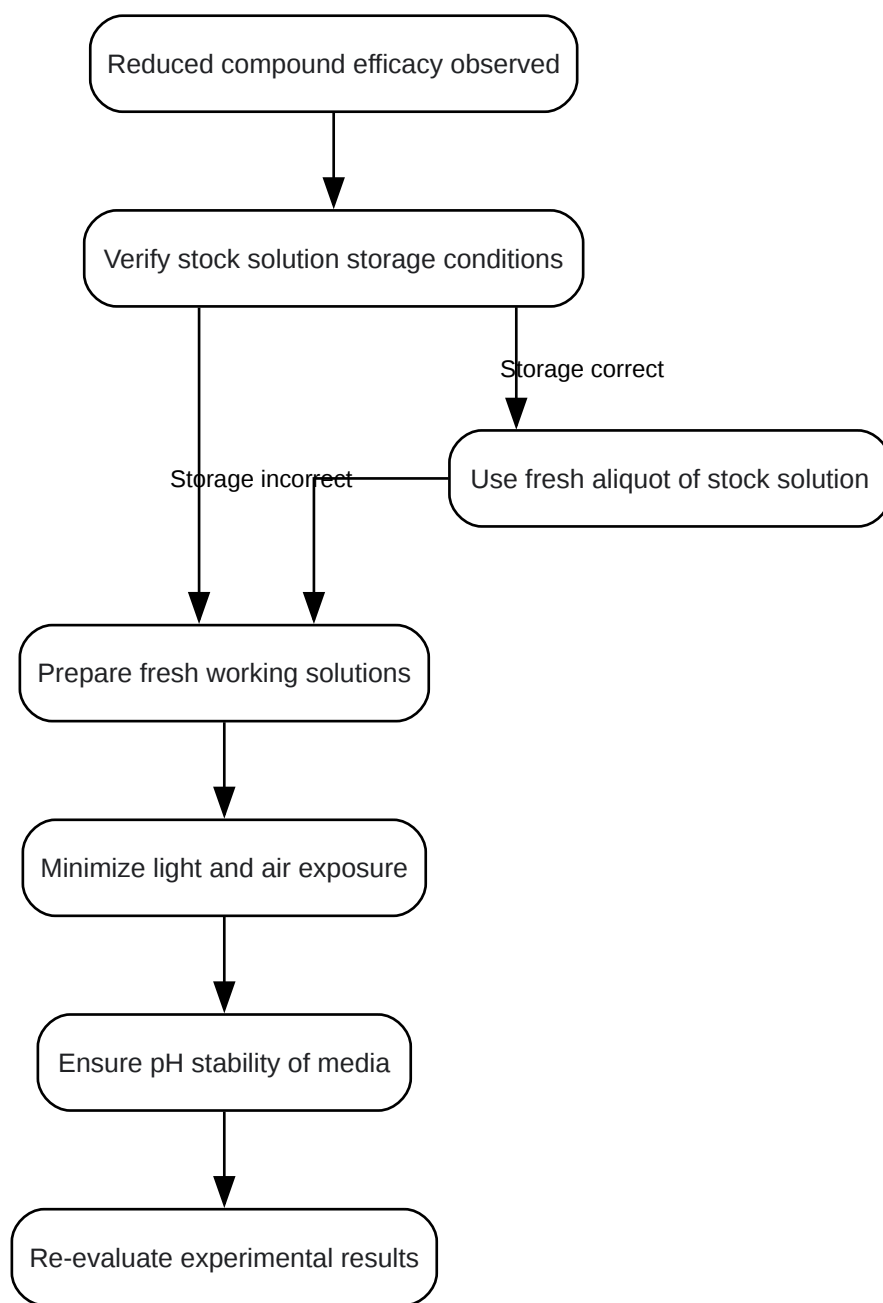 Reduced compound efficacy observed
Verify stock solution storage conditions
Storage correct
Storage incorrect
Use fresh aliquot of stock solution
Prepare fresh working solutions
Minimize light and air exposure
Ensure pH stability of media
Re-evaluate experimental results